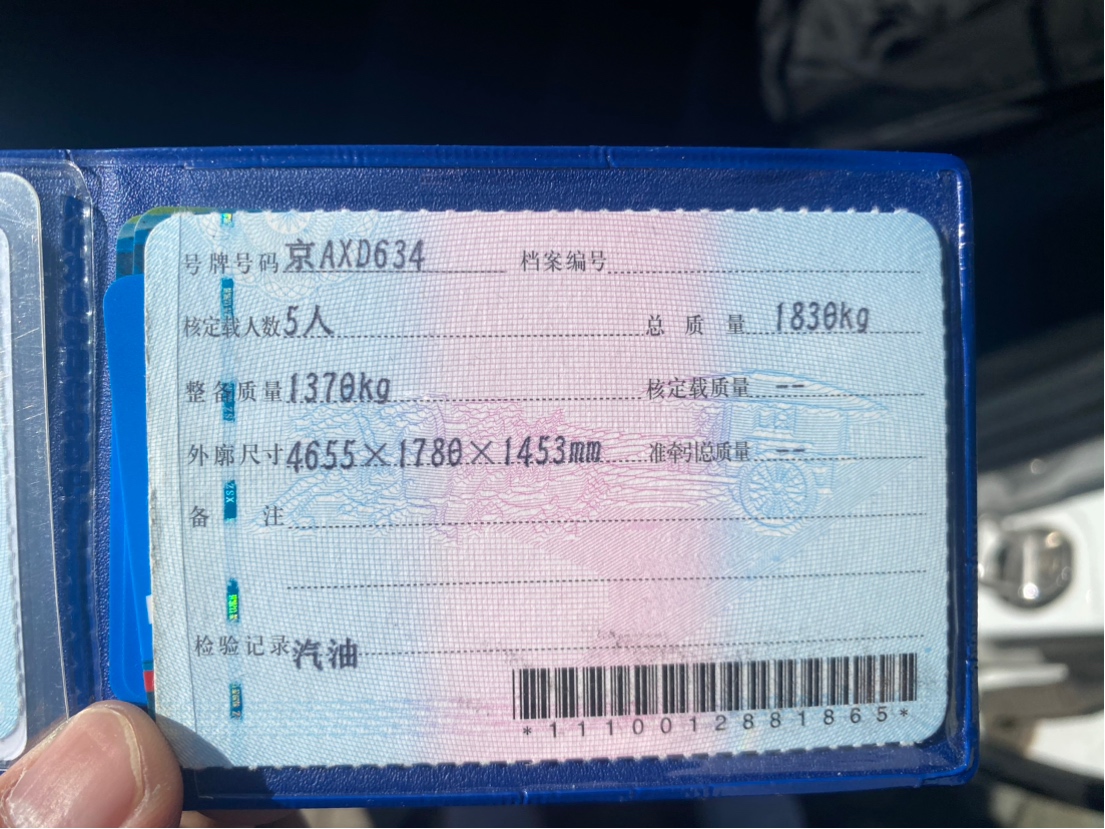 号牌号码 京AXD634 档案编号
核定载人数 5人 总质量 1830kg
整备质量 1370kg 核定载质量 --
外廓尺寸 4655×1780×1453mm 准牵引总质量 --
备注
检验记录 汽油
*1110012881865*